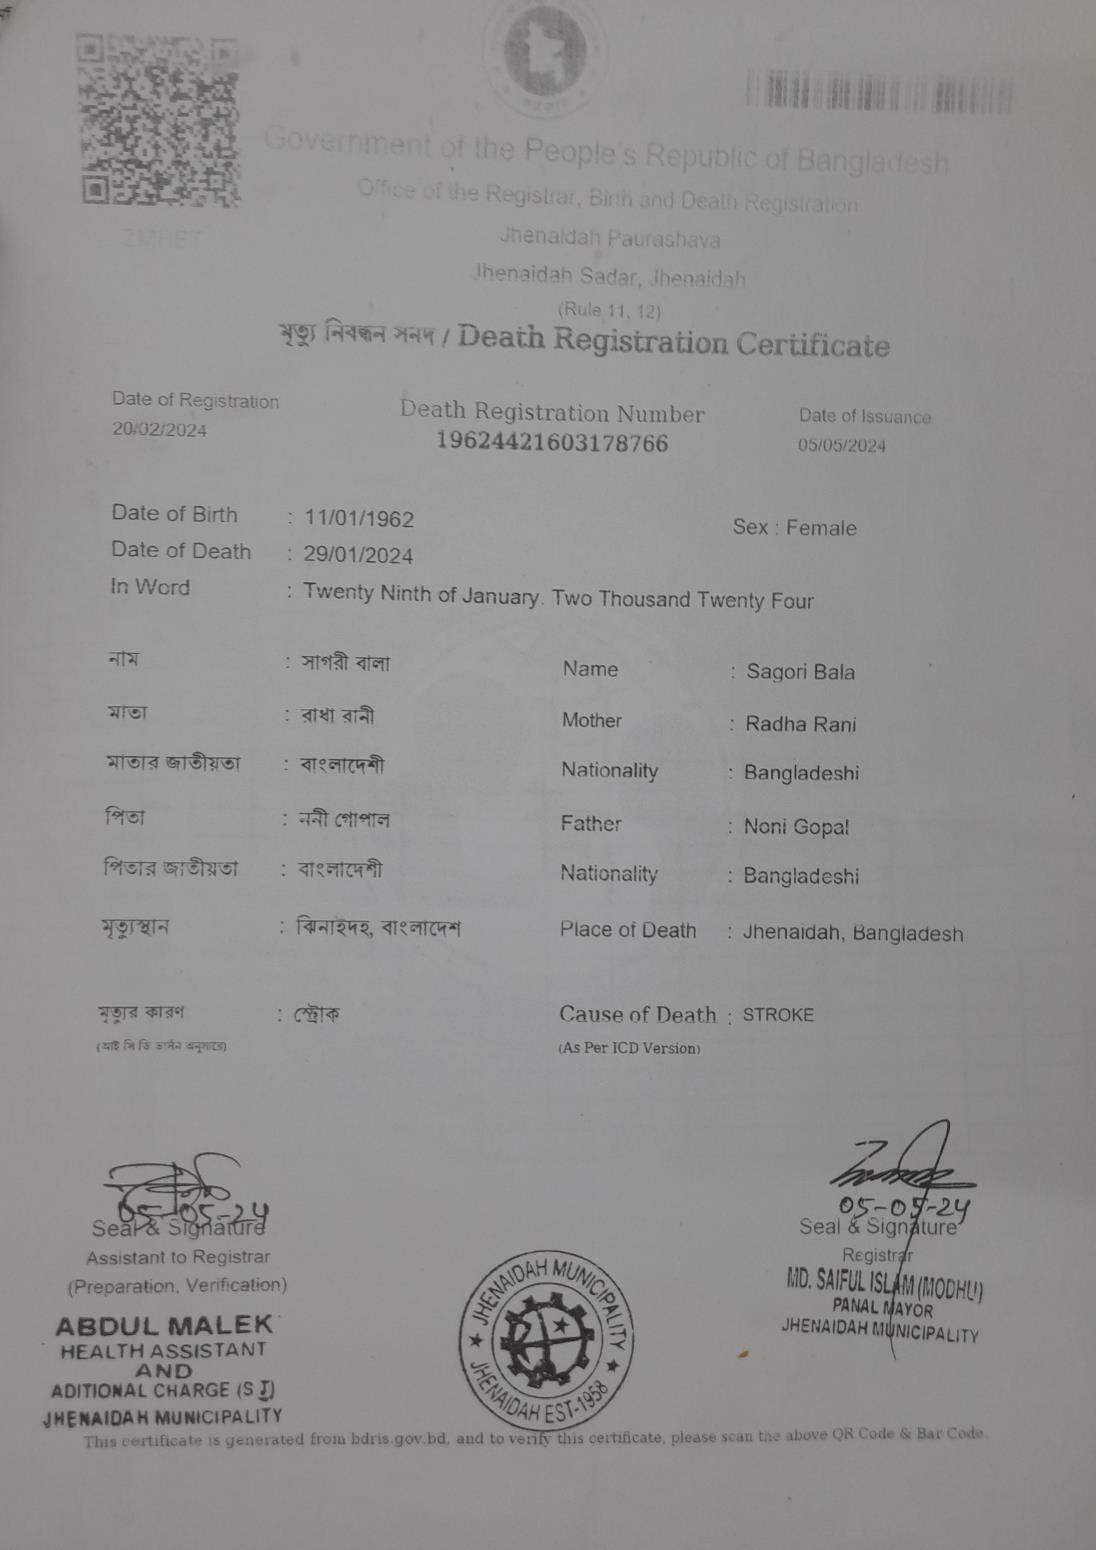 Government of the People's Republic of Bangladesh
Office of the Registrar, Birth and Death Registration
Jhenaidah Paurashava
ZMHET
Jhenaidah Sadar, Jhenaidah
(Rule 11, 12)
মৃত্যু নিবন্ধন সনদ / Death Registration Certificate
Date of Registration Death Registration Number Date of Issuance
20/02/2024 19624421603178766 05/05/2024
Date of Birth : 11/01/1962 Sex : Female
Date of Death : 29/01/2024
In Word : Twenty Ninth of January. Two Thousand Twenty Four
নাম : সাগরী বালা Name : Sagori Bala
মাতা : রাধা রানী Mother : Radha Rani
মাতার জাতীয়তা : বাংলাদেশী Nationality : Bangladeshi
পিতা : ননী গোপাল Father : Noni Gopal
পিতার জাতীয়তা : বাংলাদেশী Nationality : Bangladeshi
মৃত্যুস্থান : ঝিনাইদহ, বাংলাদেশ Place of Death : Jhenaidah, Bangladesh
মৃত্যুর কারণ : স্ট্রোক Cause of Death : STROKE
(আই সি ডি ভার্সন অনুসারে) (As Per ICD Version)
05-05-24 05-05-24
Seal & Signature Seal & Signature
Assistant to Registrar Registrar
(Preparation, Verification) MD. SAIFUL ISLAM (MODHU)
PANAL MAYOR
JHENAIDAH MUNICIPALITY
ABDUL MALEK
HEALTH ASSISTANT
AND
ADITIONAL CHARGE (S I)
JHENAIDAH MUNICIPALITY
JHENAIDAH MUNICIPALITY
JHENAIDAH EST-1958
This certificate is generated from bdris.gov.bd, and to verify this certificate, please scan the above QR Code & Bar Code.